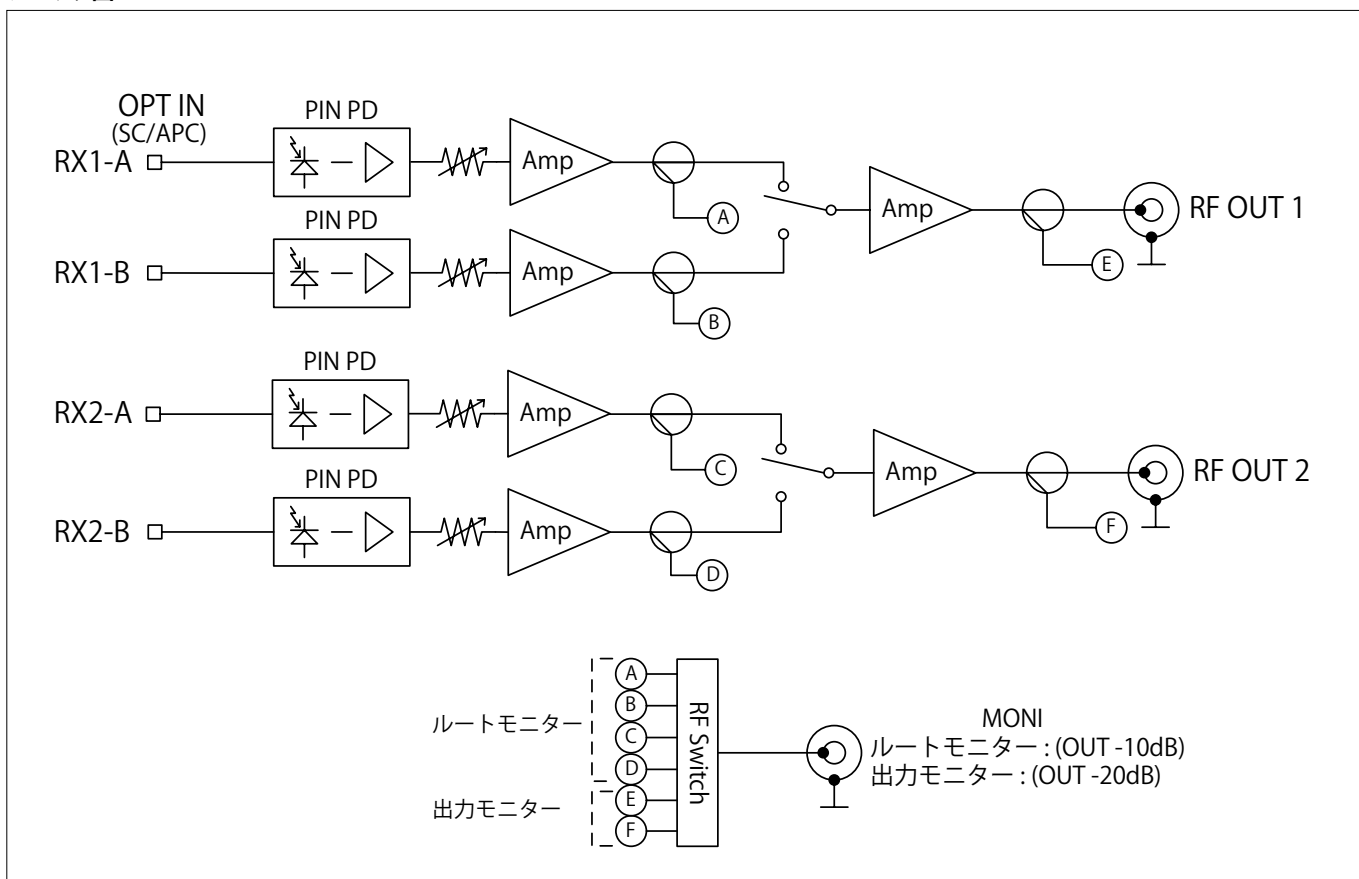 OPT IN
(SC/APC)
PIN PD
RX1-A
Amp
A
Amp
RF OUT 1
E
PIN PD
RX1-B
Amp
B
PIN PD
RX2-A
Amp
C
Amp
RF OUT 2
F
PIN PD
RX2-B
Amp
D
ルートモニター
A
B
C
D
出力モニター
E
F
RF Switch
MONI
ルートモニター : (OUT -10dB)
出力モニター : (OUT -20dB)